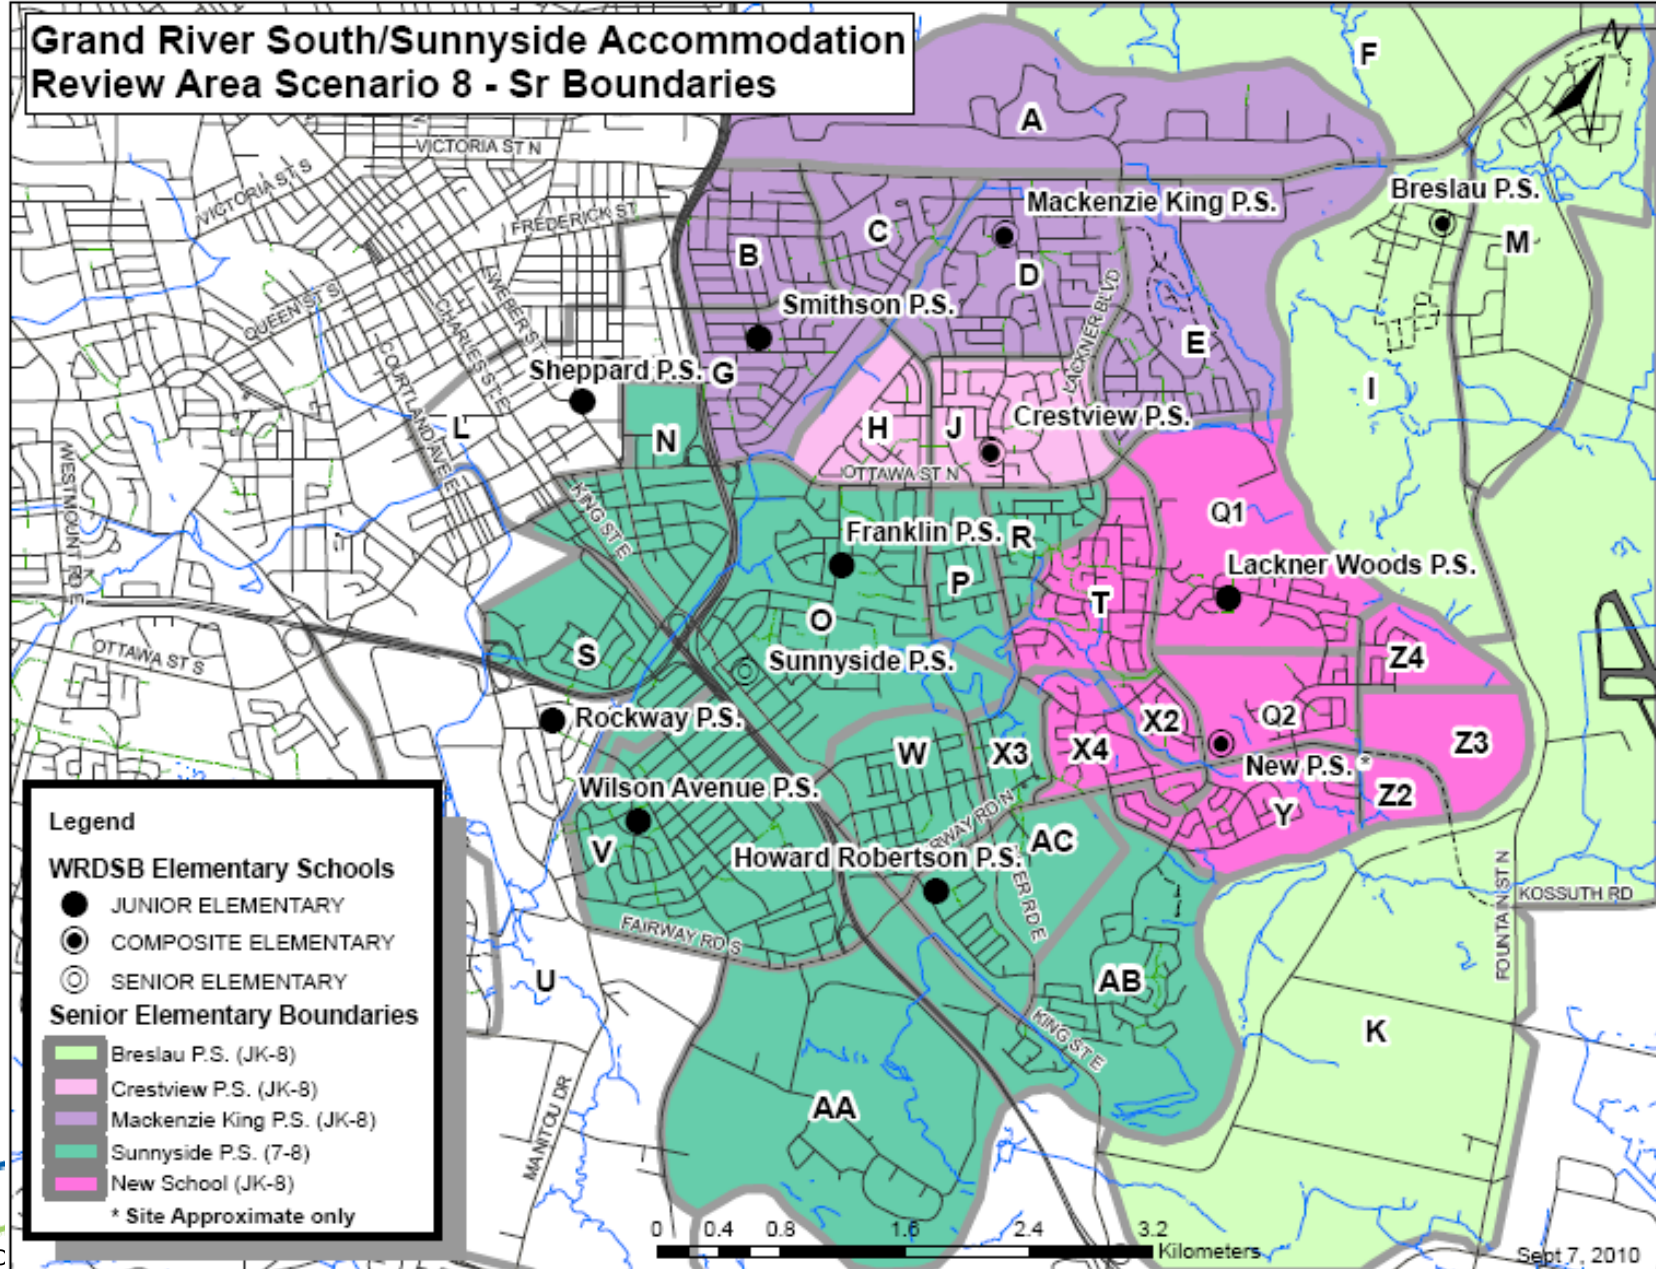 Grand River South/Sunnyside Accommodation
Review Area Scenario 8 - Sr Boundaries
VICTORIA ST N
VICTORIA ST S
FREDERICK ST
WEBER ST E
QUEEN ST S
CHARLES ST E
COURTLAND AVE E
WESTMOUNT RD E
OTTAWA ST S
KING ST E
OTTAWA ST N
LACKNER BLVD
FAIRWAY RD S
KING ST E
MANITOU DR
FOUNTAIN ST N
KOSSUTH RD
N
F
A
Breslau P.S.
M
Mackenzie King P.S.
B
C
D
Smithson P.S.
E
Sheppard P.S.
G
I
L
N
H
J
Crestview P.S.
Q1
Franklin P.S.
R
Lackner Woods P.S.
P
T
O
S
Sunnyside P.S.
Z4
Rockway P.S.
X2
Q2
W
X3
X4
Z3
New P.S. *
Wilson Avenue P.S.
Z2
Y
V
AC
Howard Robertson P.S.
U
AB
K
AA
Legend
WRDSB Elementary Schools
JUNIOR ELEMENTARY
COMPOSITE ELEMENTARY
SENIOR ELEMENTARY
Senior Elementary Boundaries
Breslau P.S. (JK-8)
Crestview P.S. (JK-8)
Mackenzie King P.S. (JK-8)
Sunnyside P.S. (7-8)
New School (JK-8)
* Site Approximate only
0 0.4 0.8 1.6 2.4 3.2
Kilometers
Sept 7, 2010